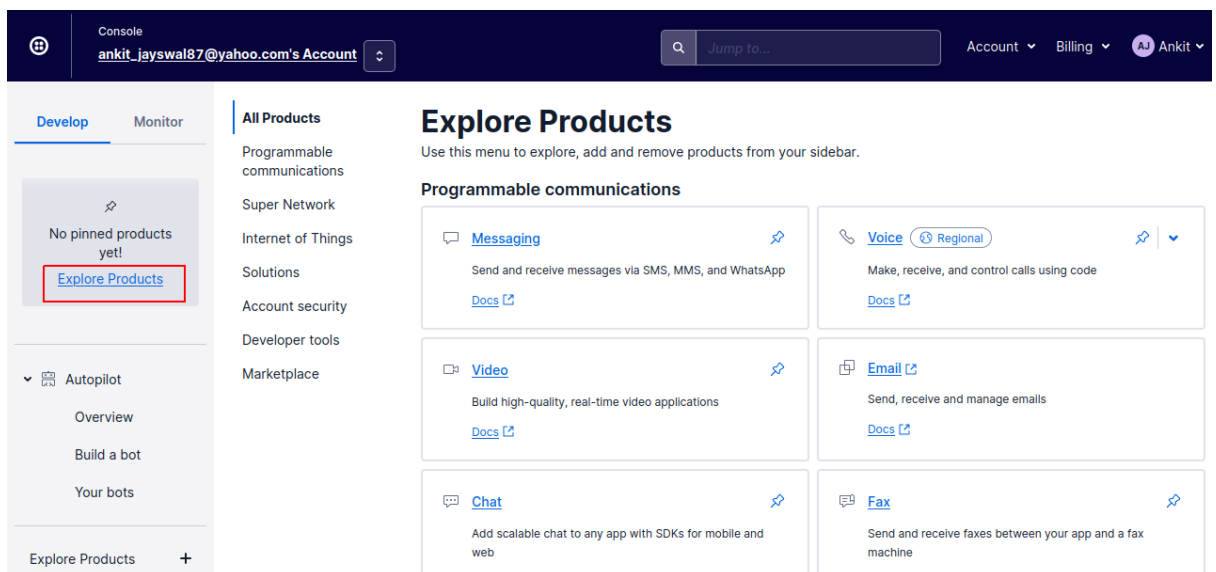 Console
ankit_jayswal87@yahoo.com's Account
Jump to...
Account
Billing
AJ Ankit
Develop
Monitor
No pinned products
yet!
Explore Products
Autopilot
Overview
Build a bot
Your bots
Explore Products +
All Products
Programmable
communications
Super Network
Internet of Things
Solutions
Account security
Developer tools
Marketplace
Explore Products
Use this menu to explore, add and remove products from your sidebar.
Programmable communications
Messaging
Send and receive messages via SMS, MMS, and WhatsApp
Docs
Voice Regional
Make, receive, and control calls using code
Docs
Video
Build high-quality, real-time video applications
Docs
Email
Send, receive and manage emails
Docs
Chat
Add scalable chat to any app with SDKs for mobile and
web
Fax
Send and receive faxes between your app and a fax
machine